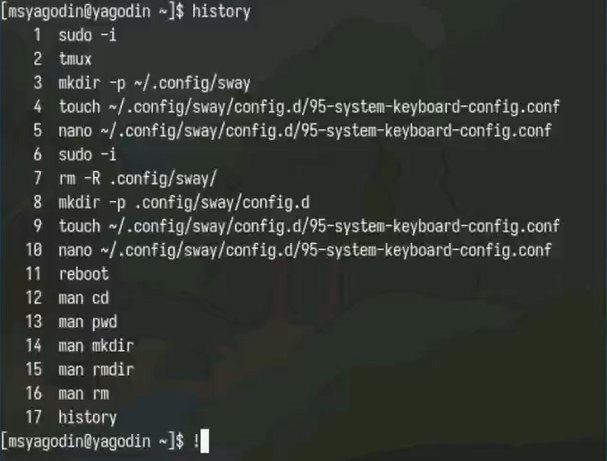 [msyagodin@yagodin ~]$ history
1 sudo -i
2 tmux
3 mkdir -p ~/.config/sway
4 touch ~/.config/sway/config.d/95-system-keyboard-config.conf
5 nano ~/.config/sway/config.d/95-system-keyboard-config.conf
6 sudo -i
7 rm -R .config/sway/
8 mkdir -p .config/sway/config.d
9 touch ~/.config/sway/config.d/95-system-keyboard-config.conf
10 nano ~/.config/sway/config.d/95-system-keyboard-config.conf
11 reboot
12 man cd
13 man pwd
14 man mkdir
15 man rmdir
16 man rm
17 history
[msyagodin@yagodin ~]$ !